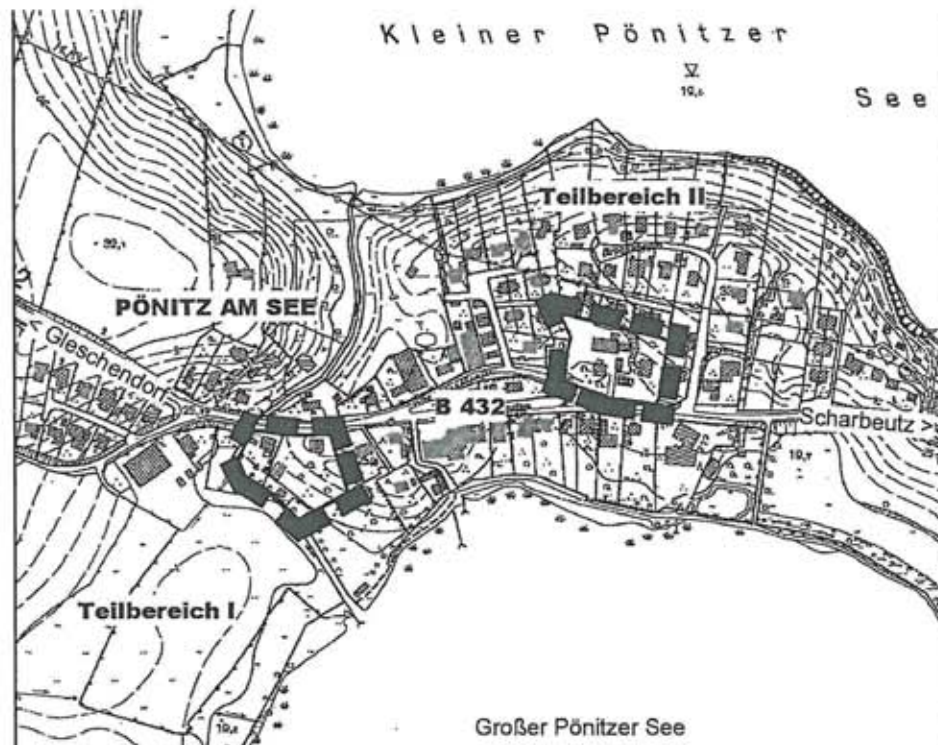 Kleiner Pönitzer
See
Teilbereich II
PÖNITZ AM SEE
< Gleschendorf
B 432
Scharbeutz >
Teilbereich I
Großer Pönitzer See